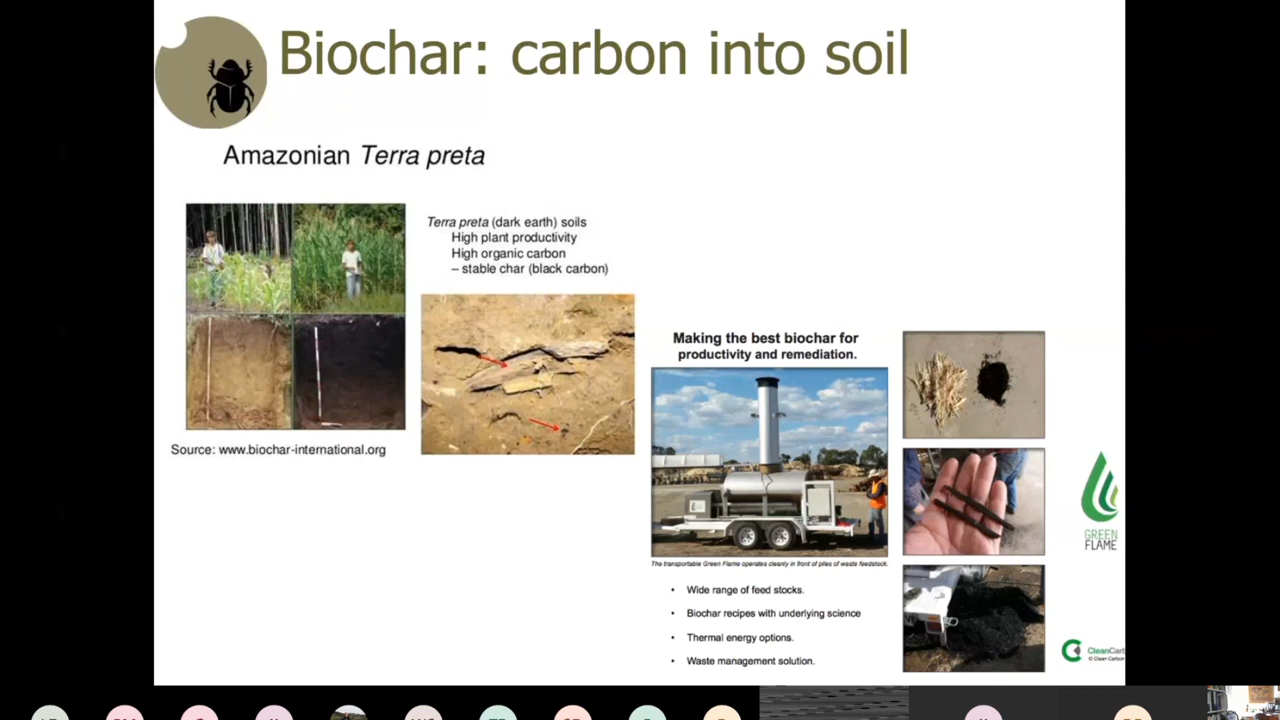 Biochar: carbon into soil
Amazonian Terra preta
Terra preta (dark earth) soils
High plant productivity
High organic carbon
– stable char (black carbon)
Source: www.biochar-international.org
Making the best biochar for
productivity and remediation.
The transportable Green Flame operates cleanly in front of piles of waste feedstock.
• Wide range of feed stocks.
• Biochar recipes with underlying science
• Thermal energy options.
• Waste management solution.
GREEN
FLAME
CleanCarb
© Clean Carbon